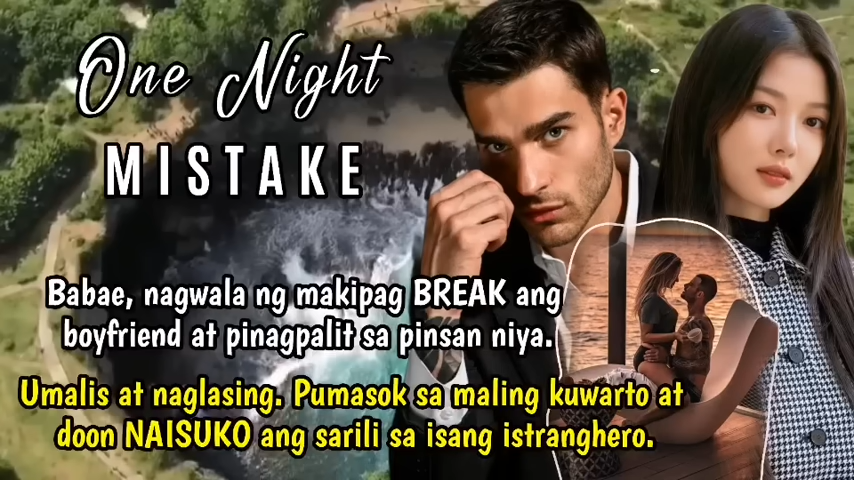 One Night
MISTAKE
Babae, nagwala ng makipag BREAK ang
boyfriend at pinagpalit sa pinsan niya.
Umalis at naglasing. Pumasok sa maling kuwarto at
doon NAISUKO ang sarili sa isang istranghero.